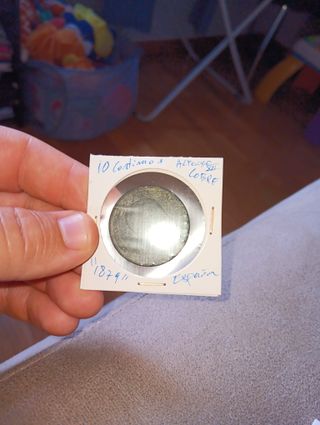 10 Centimos Alfonso XII
Cobre
1879 España